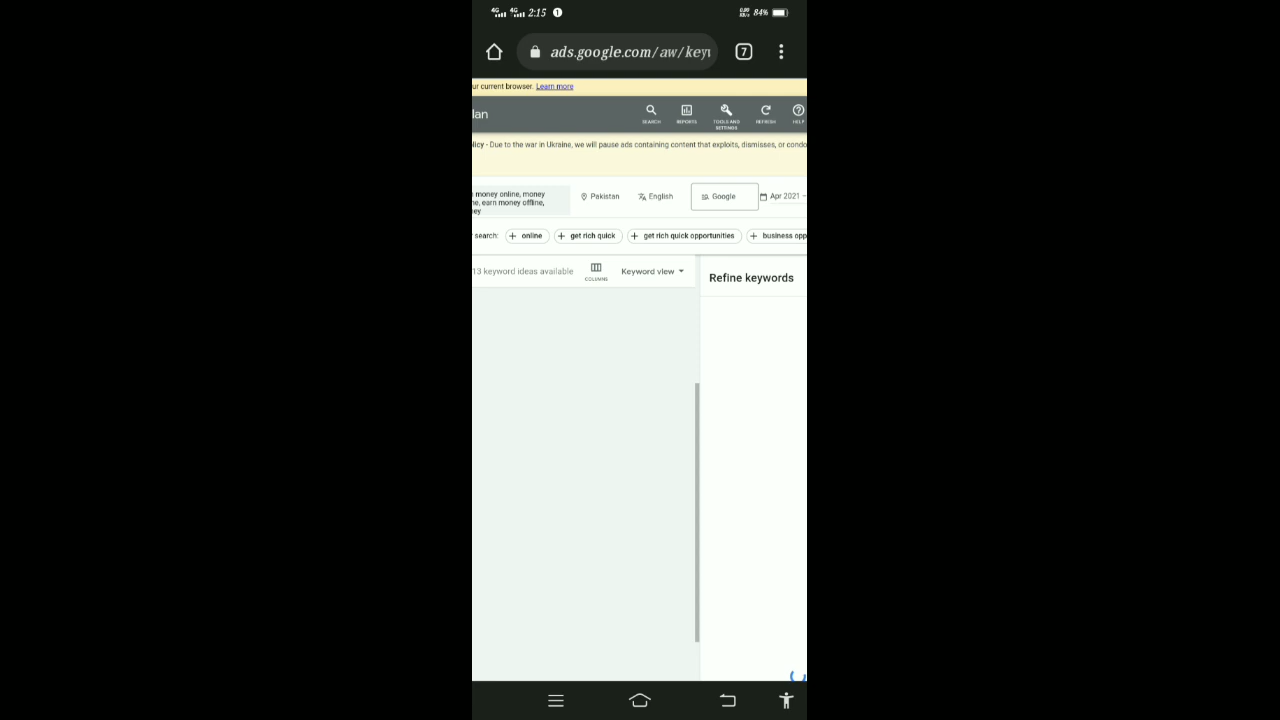 4G 4G 2:15 1 84%
ads.google.com/aw/key 7
ur current browser. Learn more
lan
SEARCH REPORTS TOOLS AND SETTINGS REFRESH HELP
licy - Due to the war in Ukraine, we will pause ads containing content that exploits, dismisses, or condo
money online, money
ne, earn money offline,
ey
Pakistan English Google Apr 2021 –
search: + online + get rich quick + get rich quick opportunities + business opp
13 keyword ideas available COLUMNS Keyword view
Refine keywords